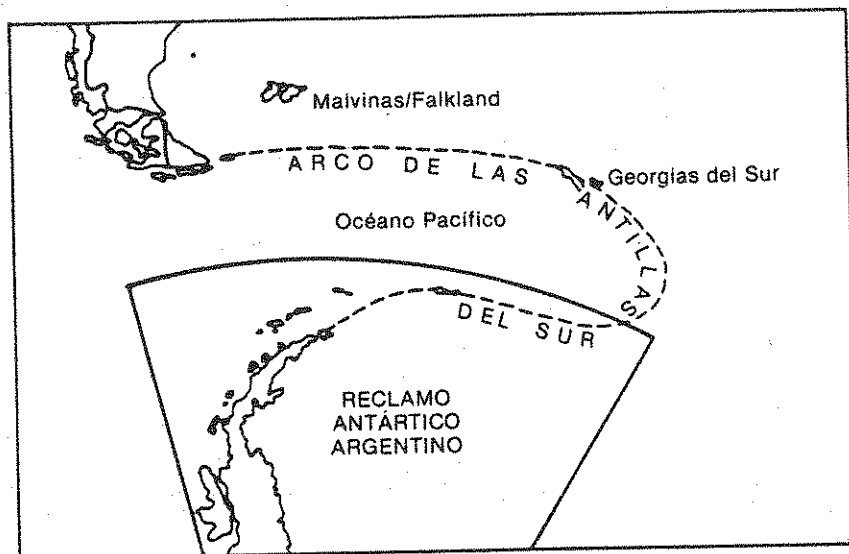 Malvinas/Falkland
ARCO DE LAS ANTILLAS DEL SUR
Georgias del Sur
Océano Pacífico
RECLAMO
ANTÁRTICO
ARGENTINO